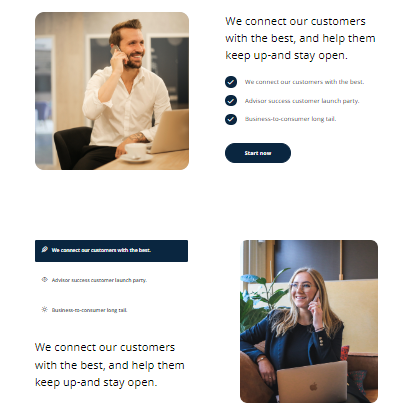 We connect our customers
with the best, and help them
keep up-and stay open.
We connect our customers with the best.
Advisor success customer launch party.
Business-to-consumer long tail.
Start now
We connect our customers with the best.
Advisor success customer launch party.
Business-to-consumer long tail.
We connect our customers
with the best, and help them
keep up-and stay open.